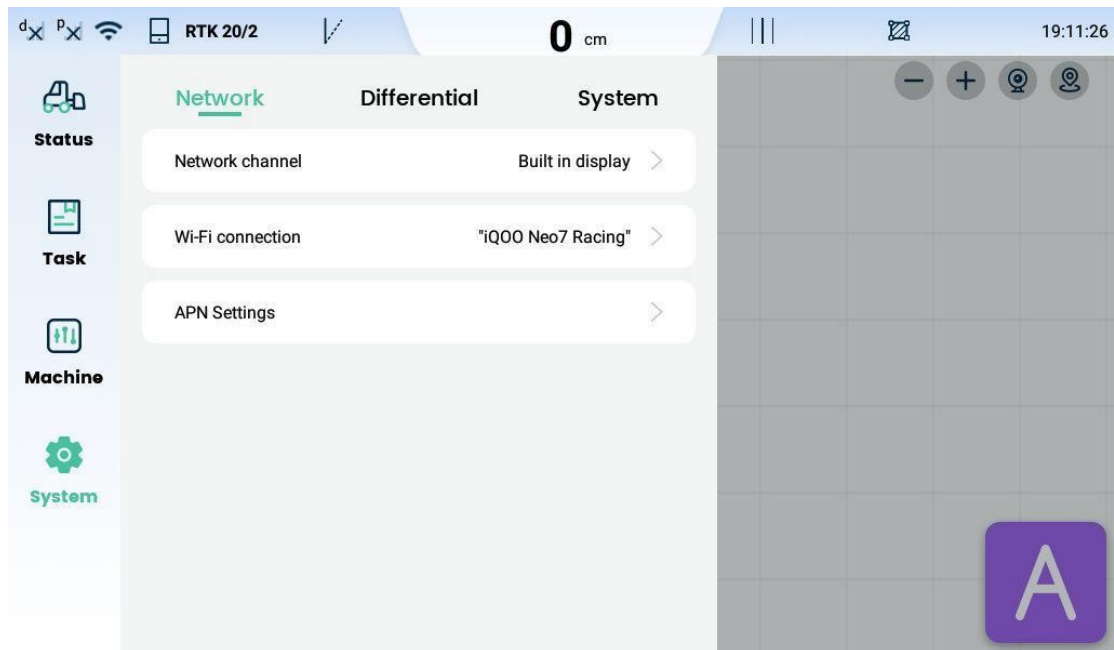 d P RTK 20/2 0 cm 19:11:26
Network Differential System
Status
Network channel Built in display
Wi-Fi connection "iQOO Neo7 Racing"
Task
APN Settings
Machine
System
A